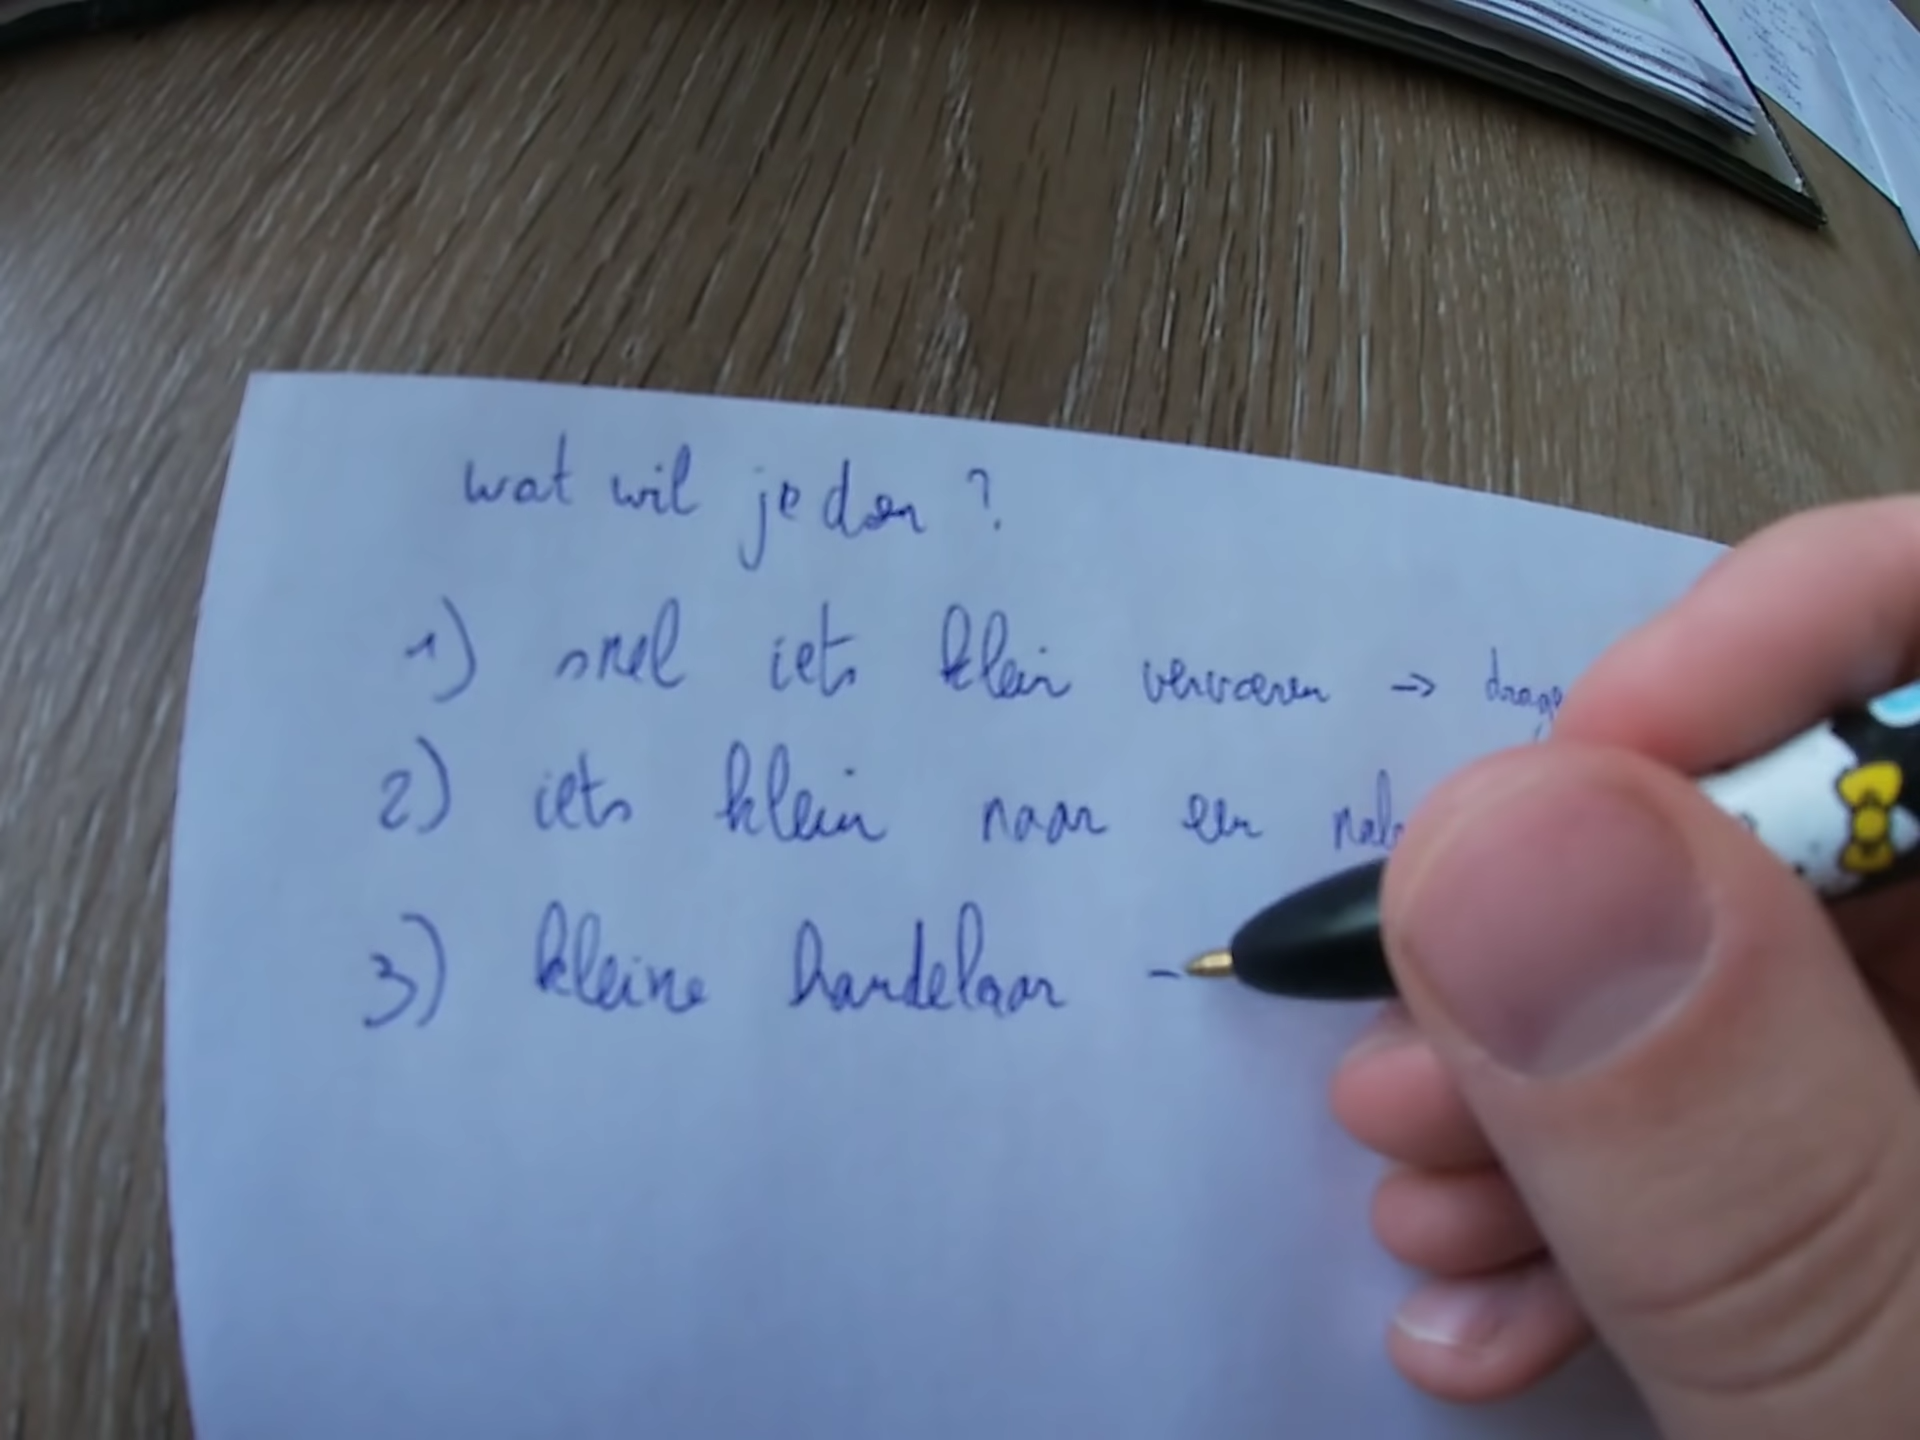 wat wil je doen ?
1) snel iets klein vervoeren →
2) iets klein naar een
3) kleine handelaar -